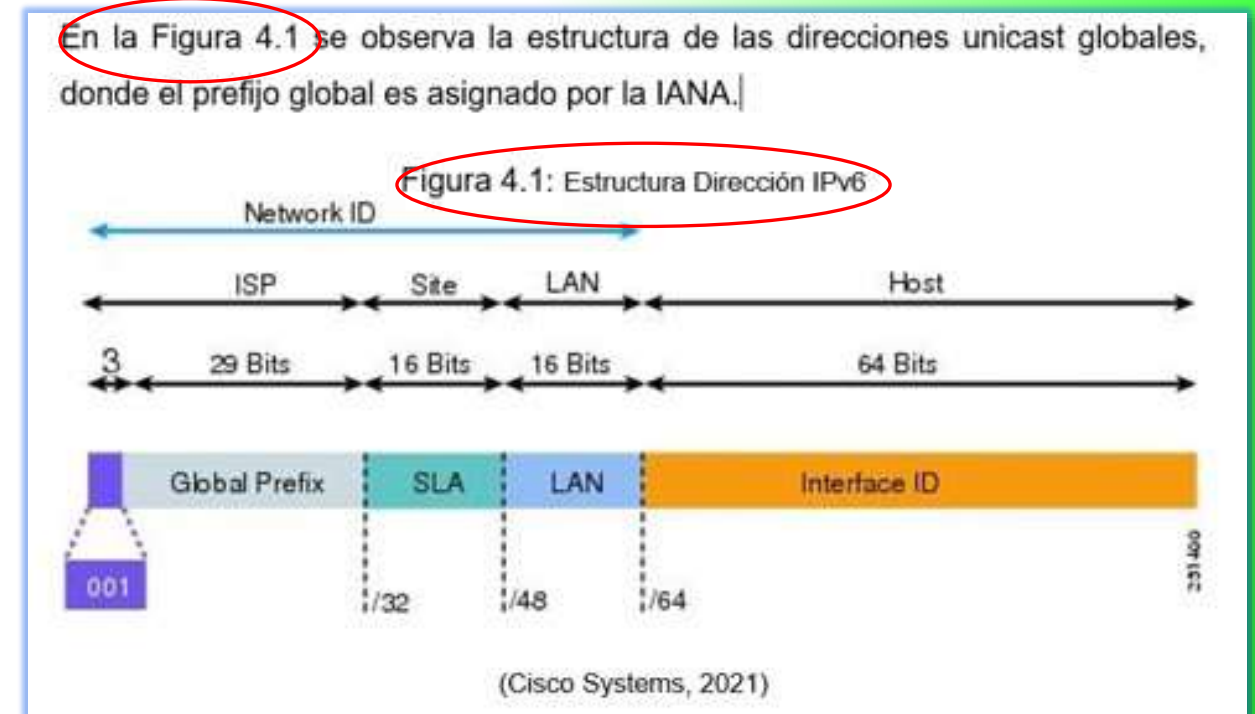 En la Figura 4.1 se observa la estructura de las direcciones unicast globales,
donde el prefijo global es asignado por la IANA.
Figura 4.1: Estructura Dirección IPv6
Network ID
ISP Site LAN Host
3 29 Bits 16 Bits 16 Bits 64 Bits
Global Prefix SLA LAN Interface ID
001
/32 /48 /64
251400
(Cisco Systems, 2021)